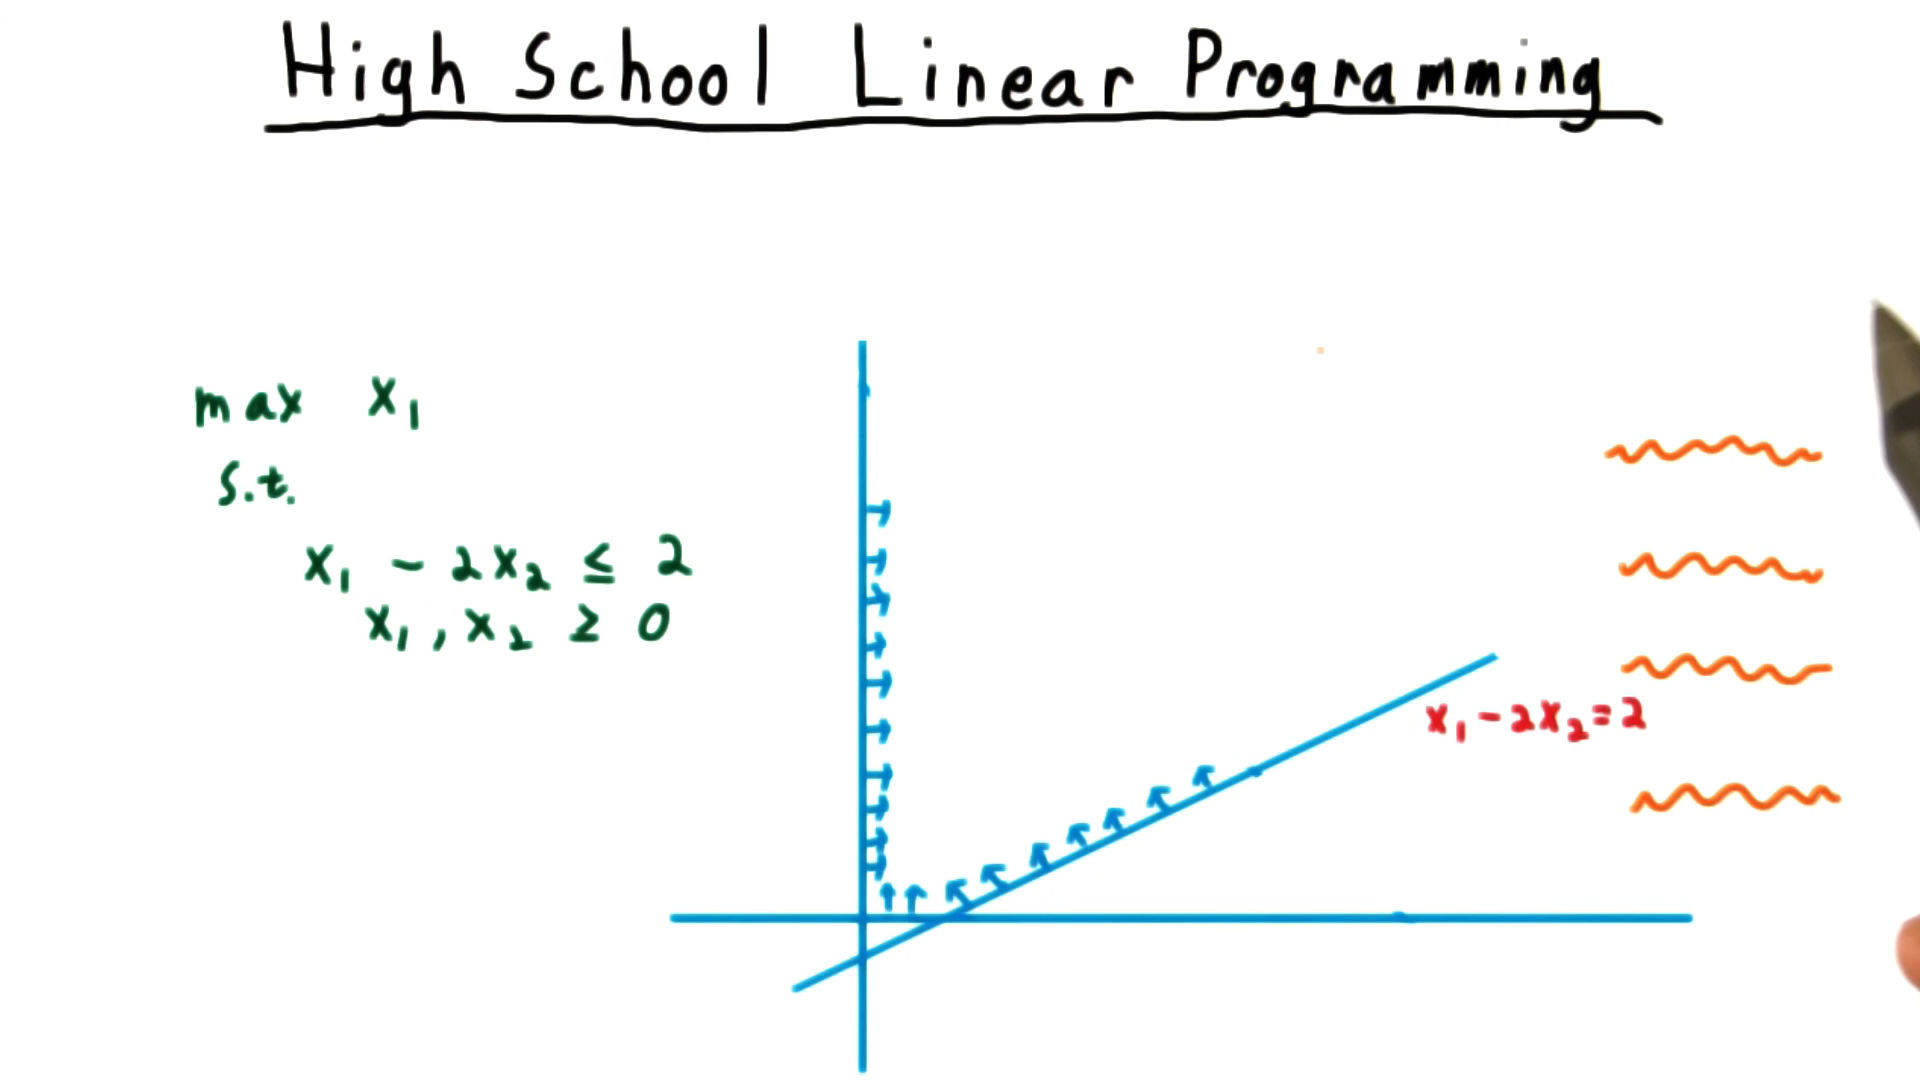 High School Linear Programming
max x₁
s.t.
x₁ - 2x₂ ≤ 2
x₁, x₂ ≥ 0
x₁ - 2x₂ = 2